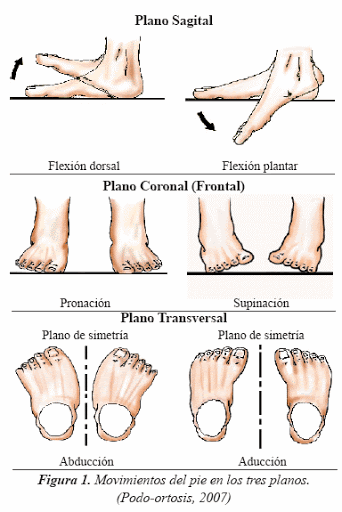 Plano Sagital
Flexión dorsal Flexión plantar
Plano Coronal (Frontal)
Pronación Supinación
Plano Transversal
Plano de simetría Plano de simetría
Abducción Aducción
Figura 1. Movimientos del pie en los tres planos.
(Podo-ortosis, 2007)